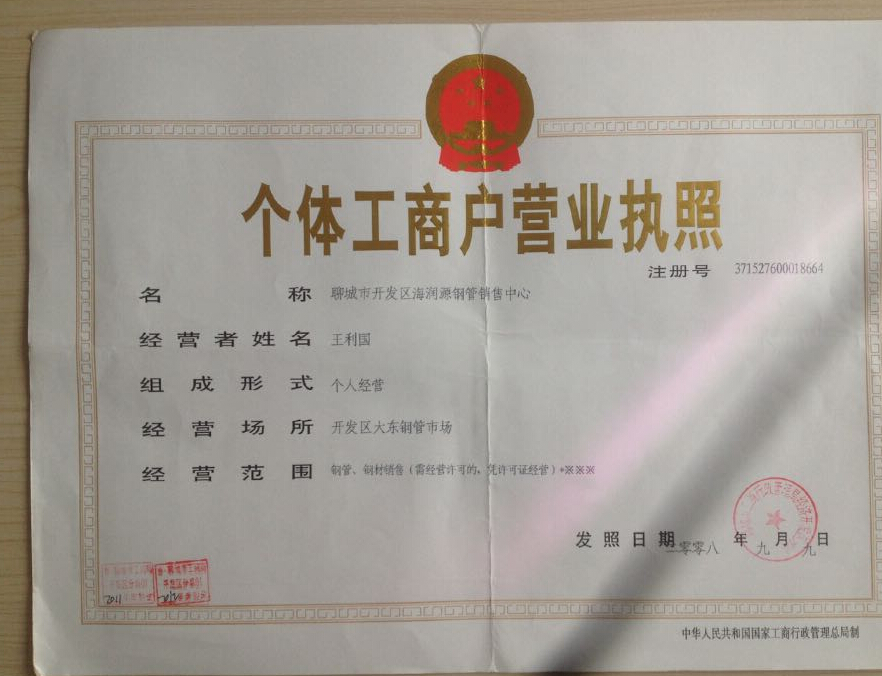 个体工商户营业执照
注册号 371527600018664
名称 聊城市开发区海润源钢管销售中心
经营者姓名 王利国
组成形式 个人经营
经营场所 开发区大东钢管市场
经营范围 钢管、钢材销售（需经营许可的，凭许可证经营）+※※※
发照日期 二零零八 年 九 月 九 日
2011
中华人民共和国国家工商行政管理总局制